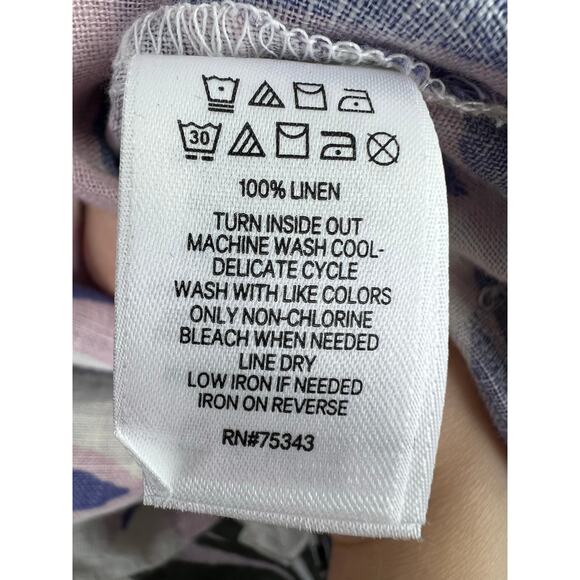 30
100% LINEN
TURN INSIDE OUT
MACHINE WASH COOL-
DELICATE CYCLE
WASH WITH LIKE COLORS
ONLY NON-CHLORINE
BLEACH WHEN NEEDED
LINE DRY
LOW IRON IF NEEDED
IRON ON REVERSE
RN#75343